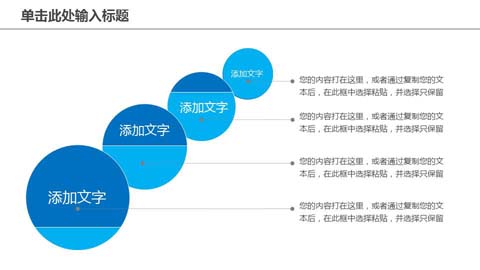 单击此处输入标题
添加文字
您的内容打在这里，或者通过复制您的文
本后，在此框中选择粘贴，并选择只保留
添加文字
您的内容打在这里，或者通过复制您的文
本后，在此框中选择粘贴，并选择只保留
添加文字
您的内容打在这里，或者通过复制您的文
本后，在此框中选择粘贴，并选择只保留
添加文字
您的内容打在这里，或者通过复制您的文
本后，在此框中选择粘贴，并选择只保留